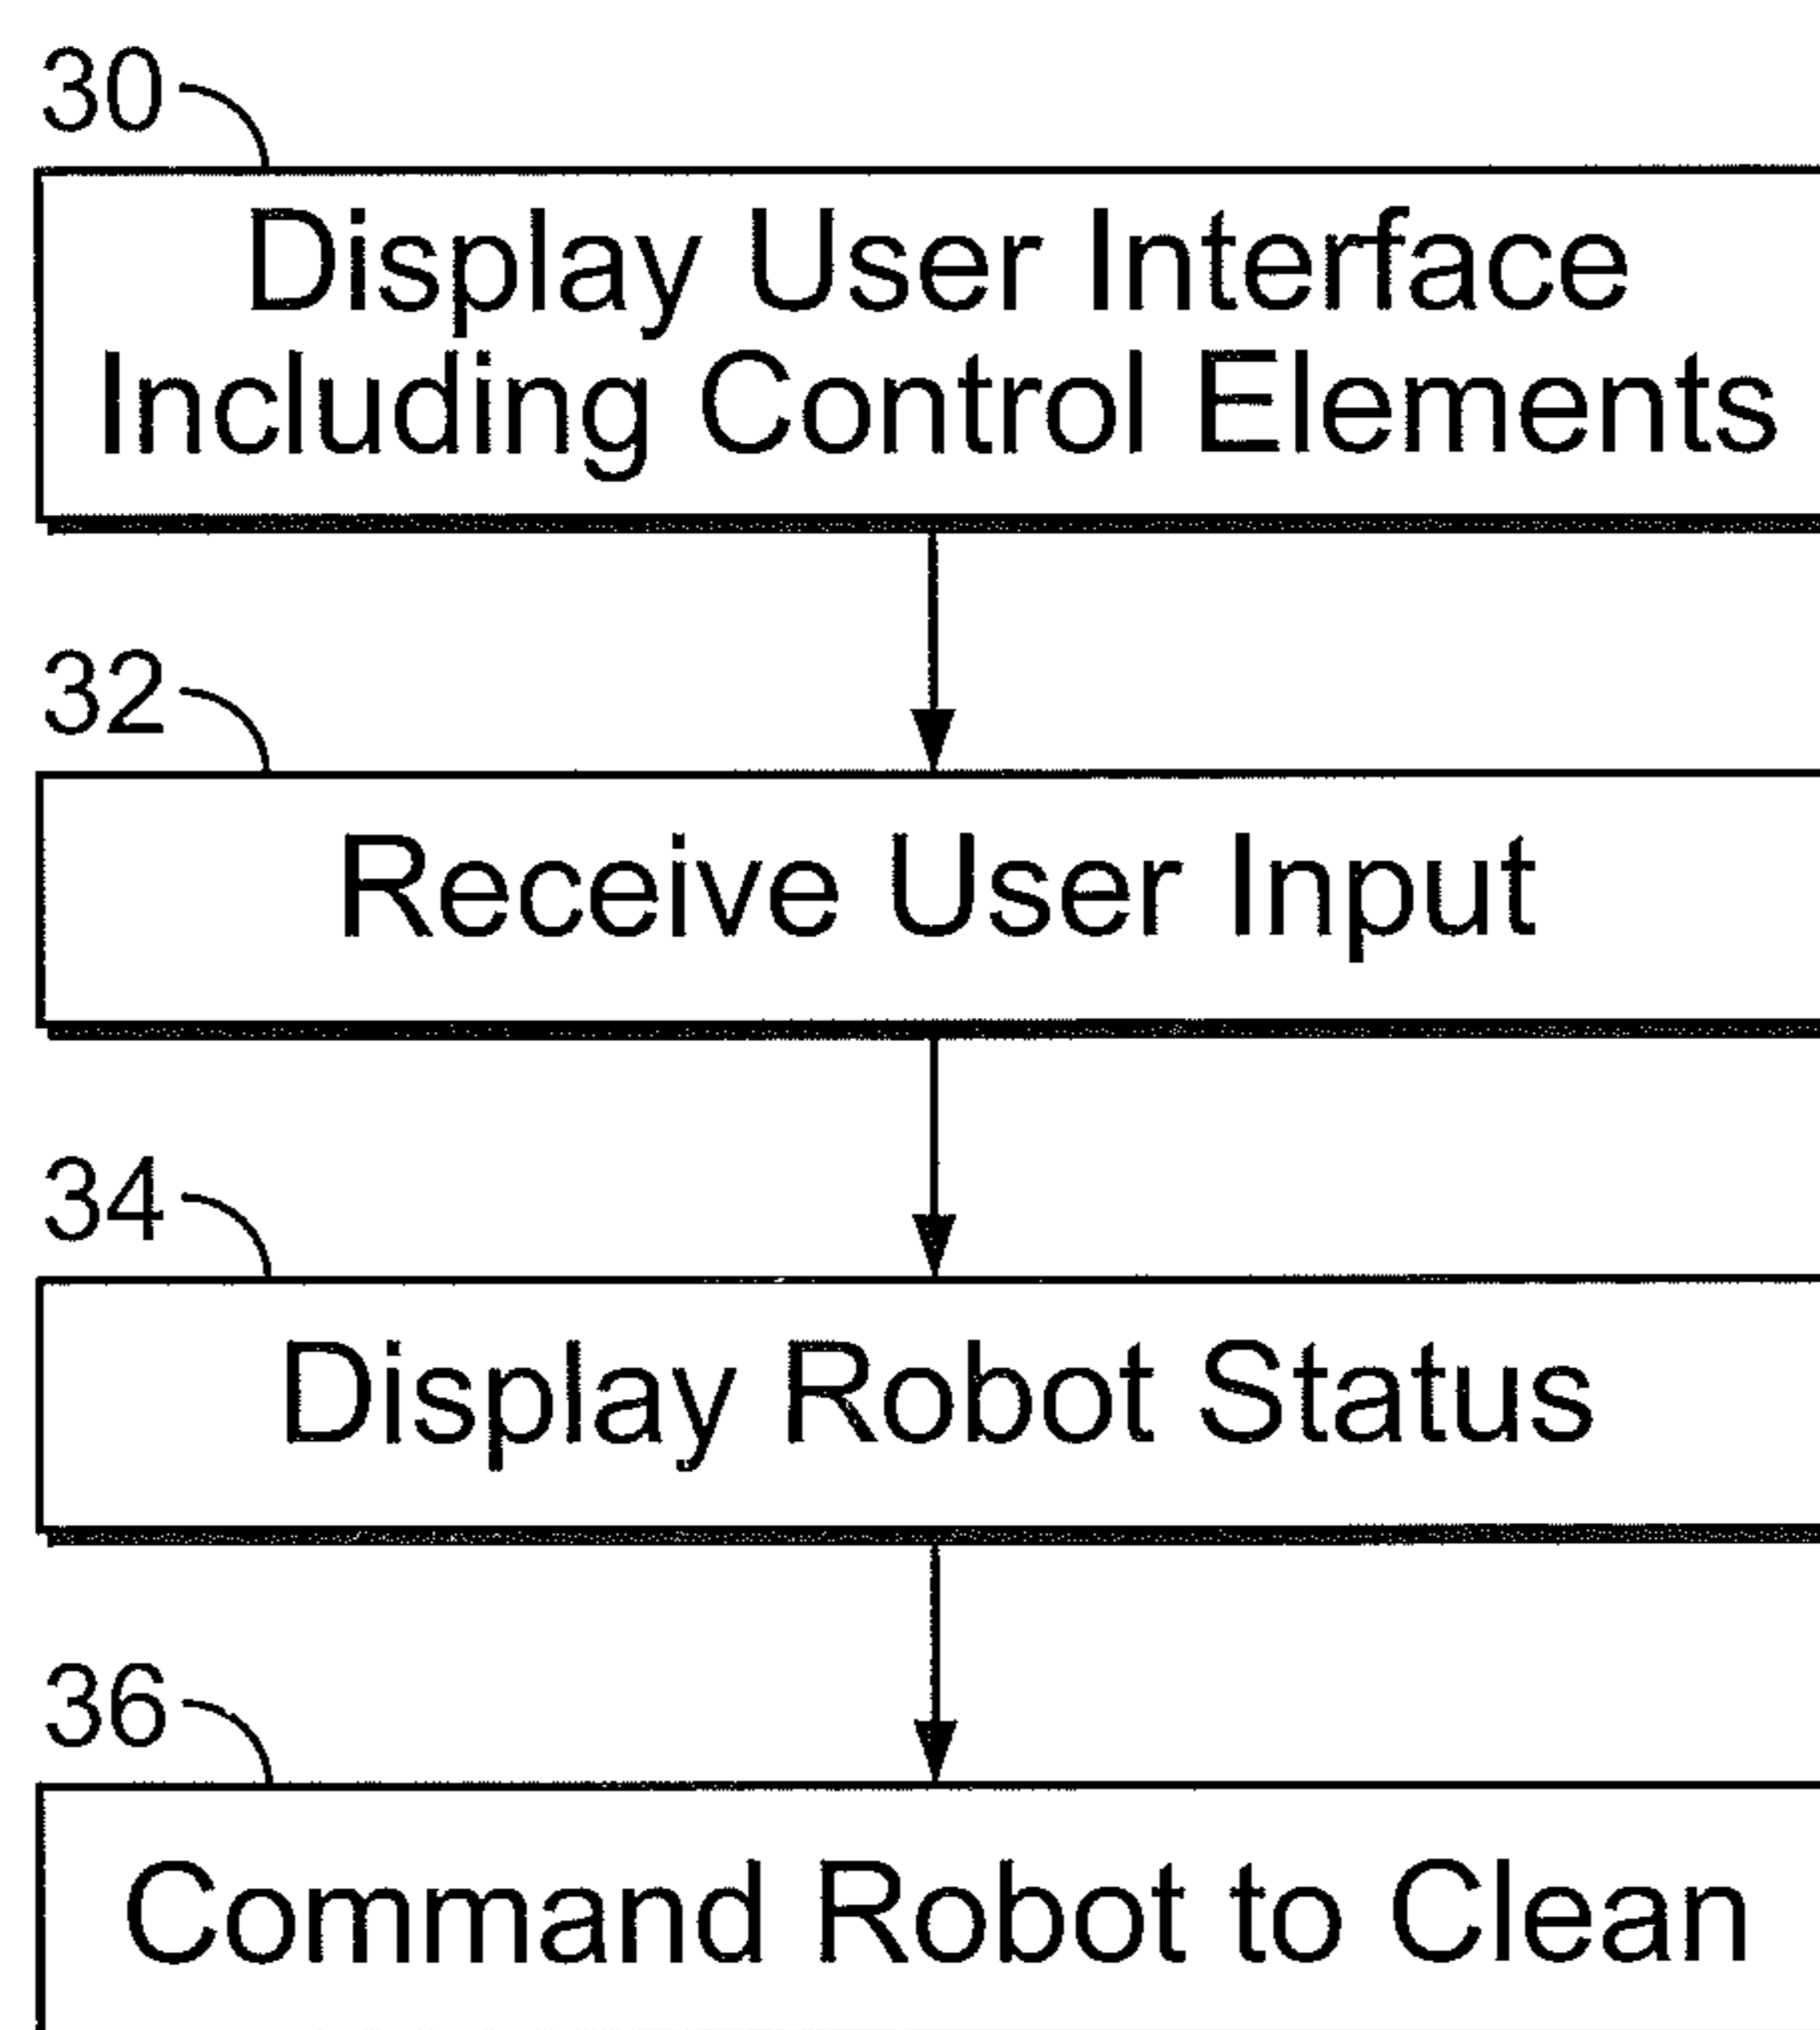 30
Display User Interface
Including Control Elements
32
Receive User Input
34
Display Robot Status
36
Command Robot to Clean